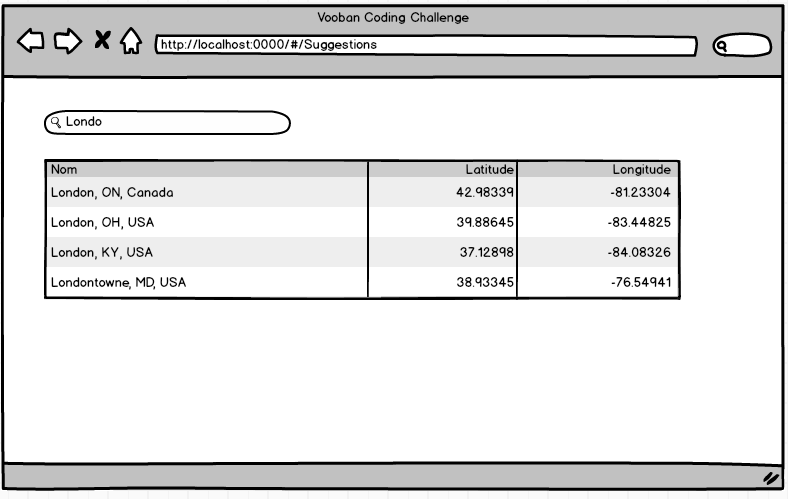 Vooban Coding Challenge
http://localhost:0000/#/Suggestions
Londo
Nom Latitude Longitude
London, ON, Canada 42.98339 -81.23304
London, OH, USA 39.88645 -83.44825
London, KY, USA 37.12898 -84.08326
Londontowne, MD, USA 38.93345 -76.54941